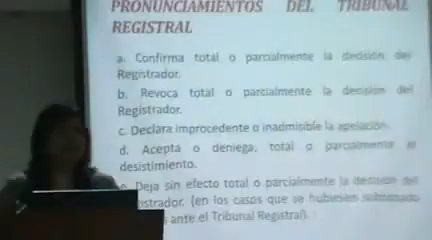 PRONUNCIAMIENTOS DEL TRIBUNAL
REGISTRAL
a. Confirma total o parcialmente la decisión del
Registrador.
b. Revoca total o parcialmente la decisión del
Registrador.
c. Declara improcedente o inadmisible la apelación.
d. Acepta o deniega, total o parcialmente el
desistimiento.
Deja sin efecto total o parcialmente la decisión del
istrador. (en los casos que se hubiesen subsanado
ante el Tribunal Registral).